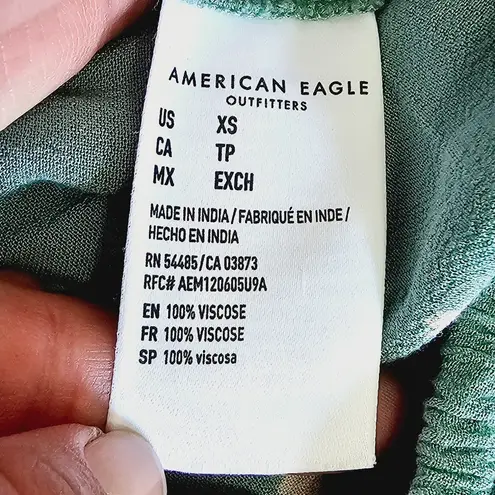 AMERICAN EAGLE
OUTFITTERS
US XS
CA TP
MX EXCH
MADE IN INDIA / FABRIQUÉ EN INDE /
HECHO EN INDIA
RN 54485/CA 03873
RFC# AEM120605U9A
EN 100% VISCOSE
FR 100% VISCOSE
SP 100% viscosa